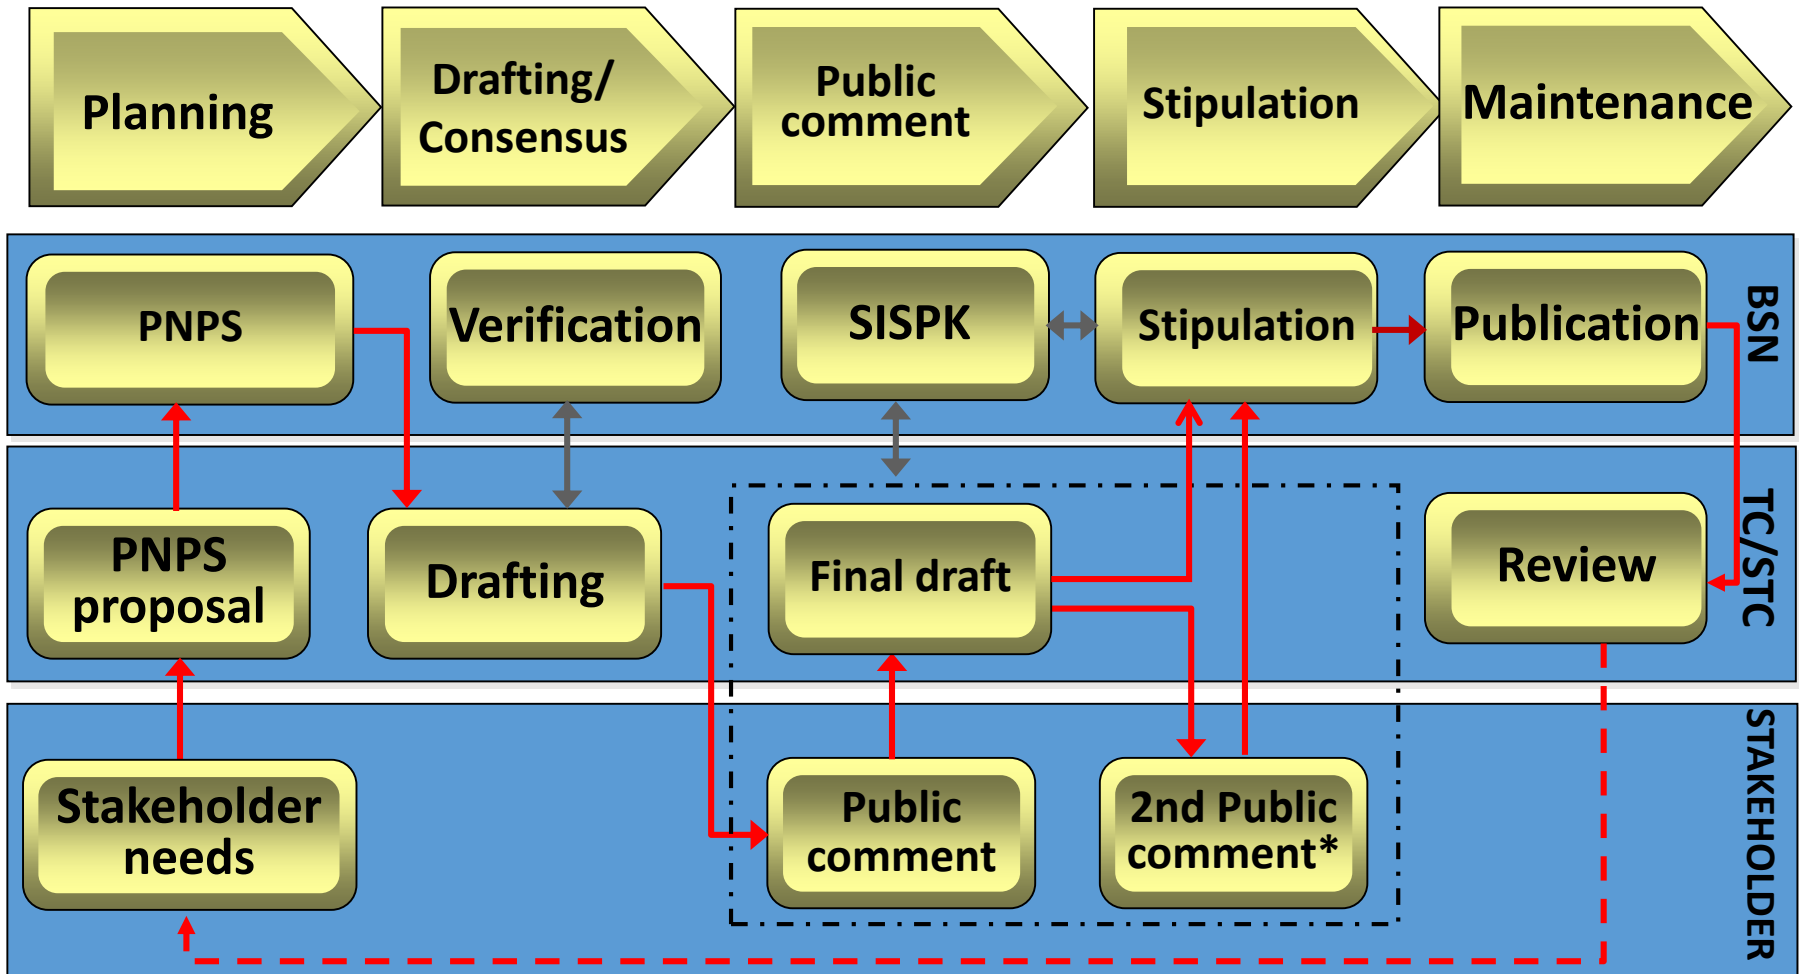 Planning
Drafting/
Consensus
Public
comment
Stipulation
Maintenance
PNPS
Verification
SISPK
Stipulation
Publication
BSN
PNPS
proposal
Drafting
Final draft
Review
TC/STC
Stakeholder
needs
Public
comment
2nd Public
comment*
STAKEHOLDER